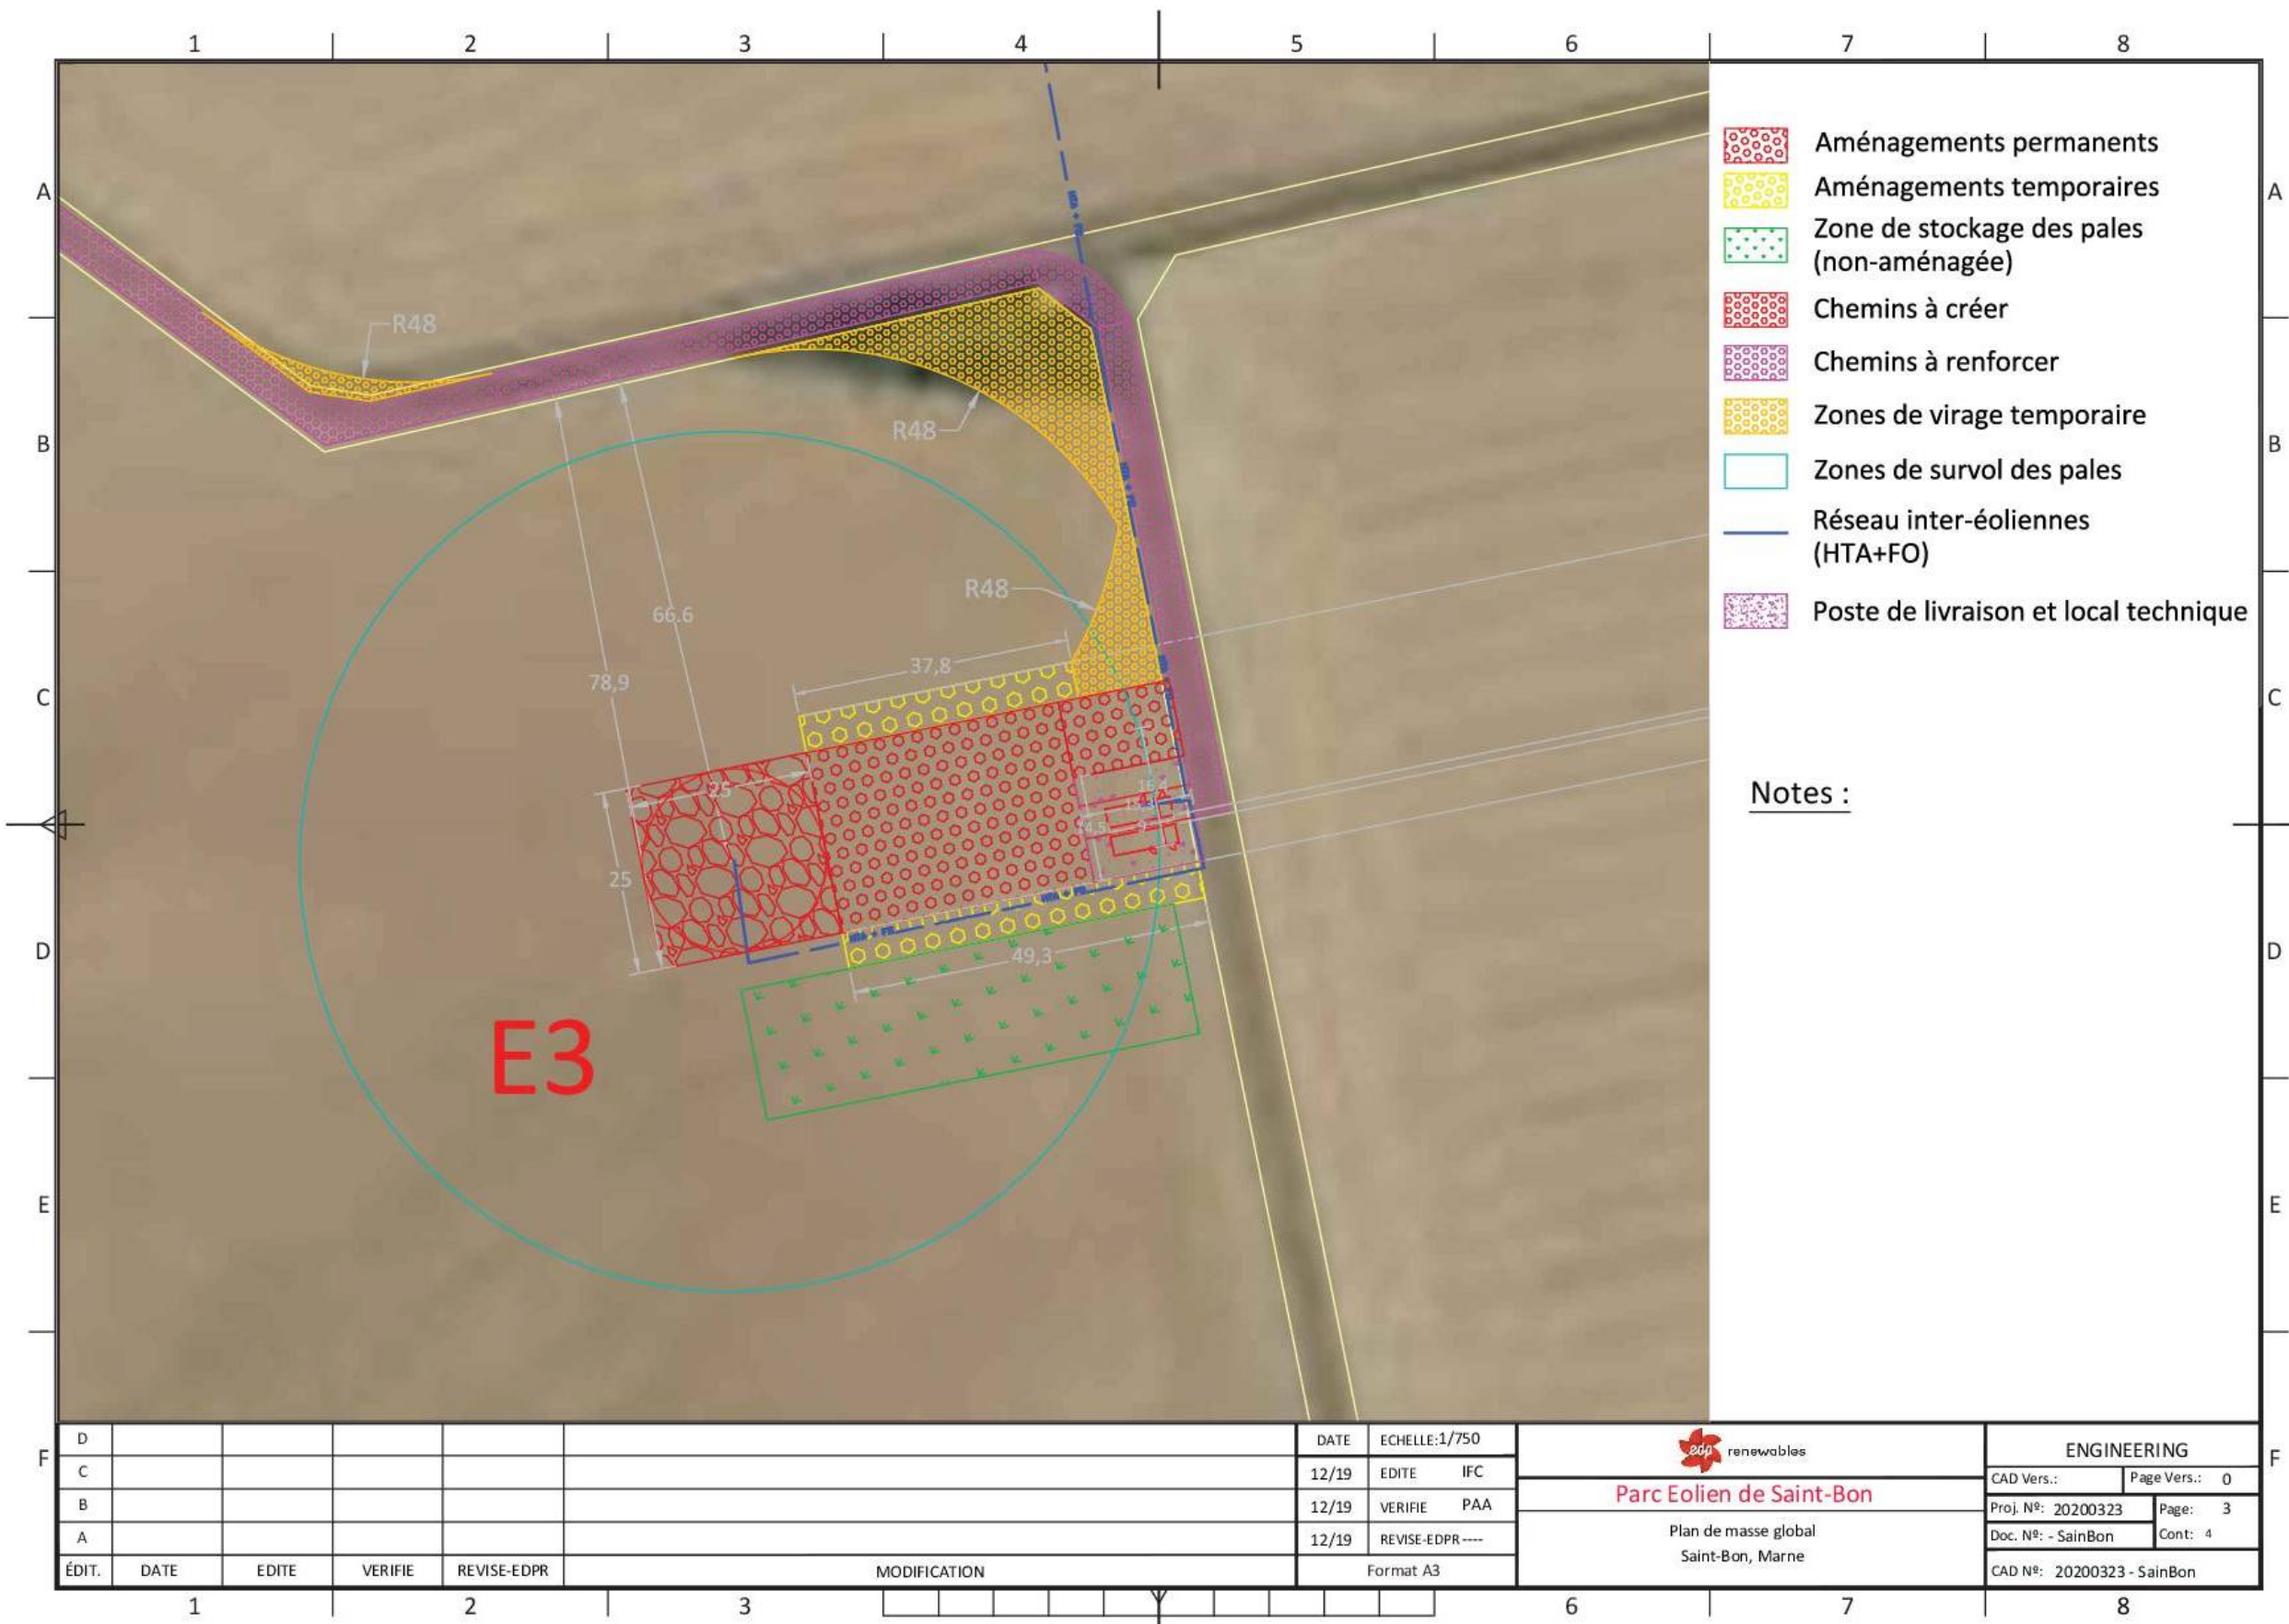 1 2 3 4 5 6 7 8
A A
B B
C C
D D
E E
F F
Aménagements permanents
Aménagements temporaires
Zone de stockage des pales
(non-aménagée)
Chemins à créer
Chemins à renforcer
Zones de virage temporaire
Zones de survol des pales
Réseau inter-éoliennes
(HTA+FO)
Poste de livraison et local technique
Notes :
R48
R48
R48
66.6
78,9
37,8
25
25
49,3
E3
D
C
B
A
ÉDIT. DATE EDITE VERIFIE REVISE-EDPR MODIFICATION
DATE ECHELLE:1/750
12/19 EDITE IFC
12/19 VERIFIE PAA
12/19 REVISE-EDPR ----
Format A3
edp renewables
Parc Eolien de Saint-Bon
Plan de masse global
Saint-Bon, Marne
ENGINEERING
CAD Vers.: Page Vers.: 0
Proj. Nº: 20200323 Page: 3
Doc. Nº: - SainBon Cont: 4
CAD Nº: 20200323 - SainBon
1 2 3 6 7 8